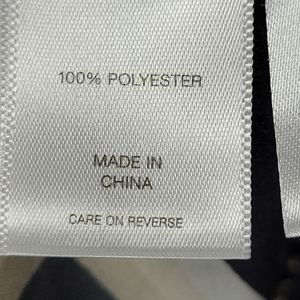 100% POLYESTER
MADE IN
CHINA
CARE ON REVERSE